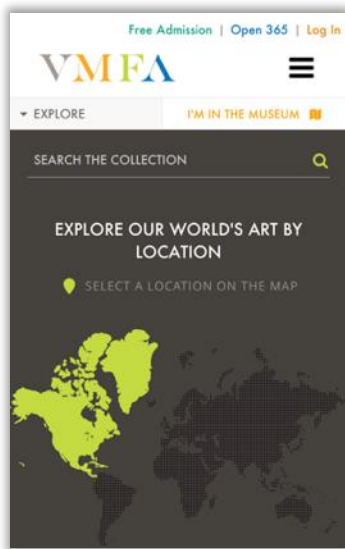 Free Admission | Open 365 | Log In
VMFA
EXPLORE
I'M IN THE MUSEUM
SEARCH THE COLLECTION
EXPLORE OUR WORLD'S ART BY
LOCATION
SELECT A LOCATION ON THE MAP